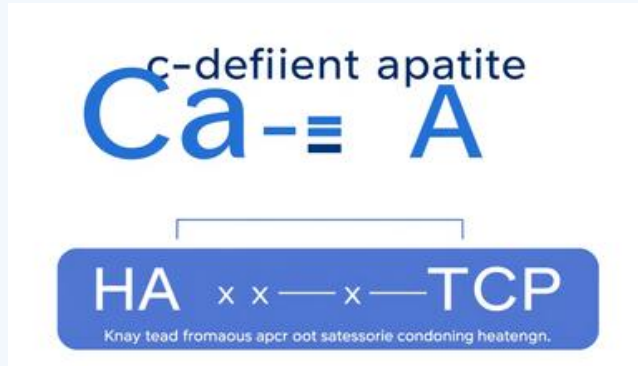 c-defiient apatite
Ca-≡ A
HA x x — x — TCP
Knay tead fromaous apcr oot satessorie condoning heatengn.